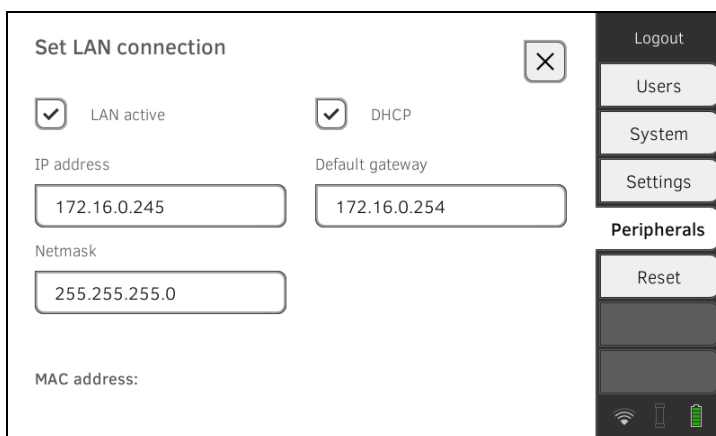 Set LAN connection
LAN active
DHCP
IP address
Default gateway
172.16.0.245
172.16.0.254
Netmask
255.255.255.0
MAC address:
Logout
Users
System
Settings
Peripherals
Reset